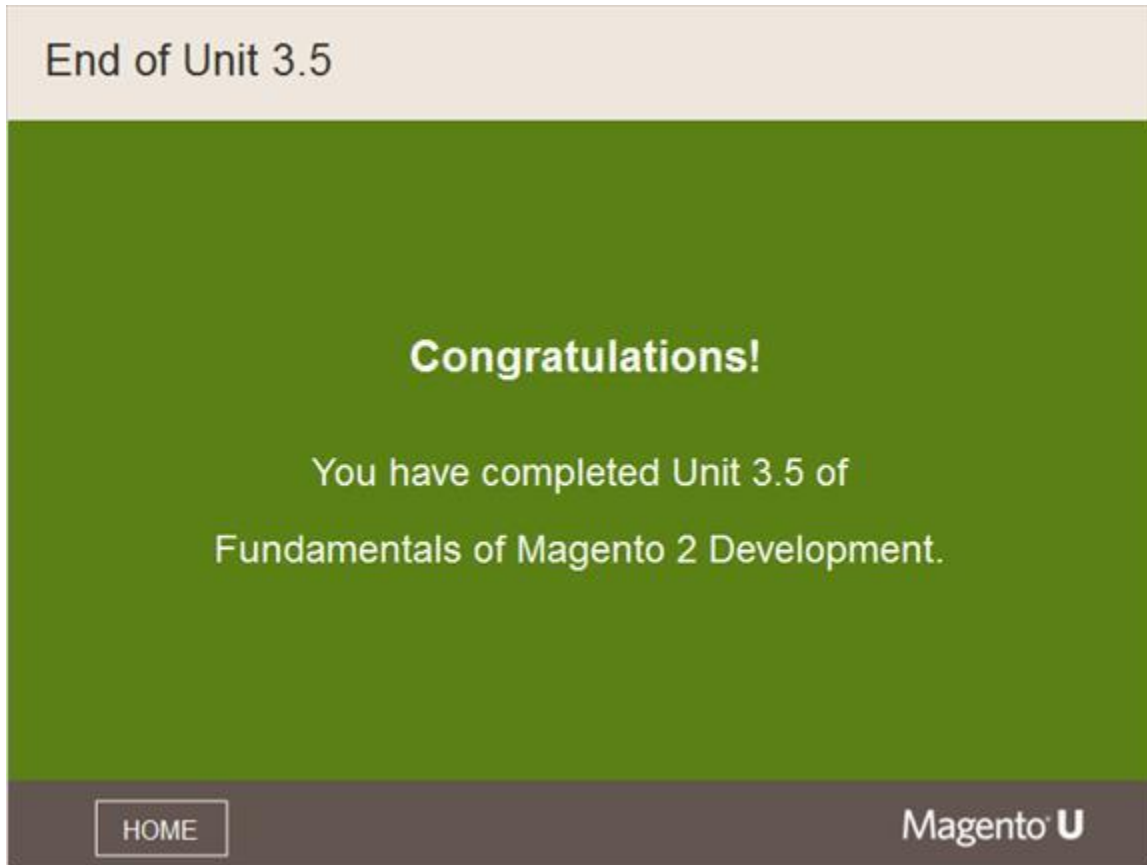 End of Unit 3.5
Congratulations!
You have completed Unit 3.5 of
Fundamentals of Magento 2 Development.
HOME
Magento U